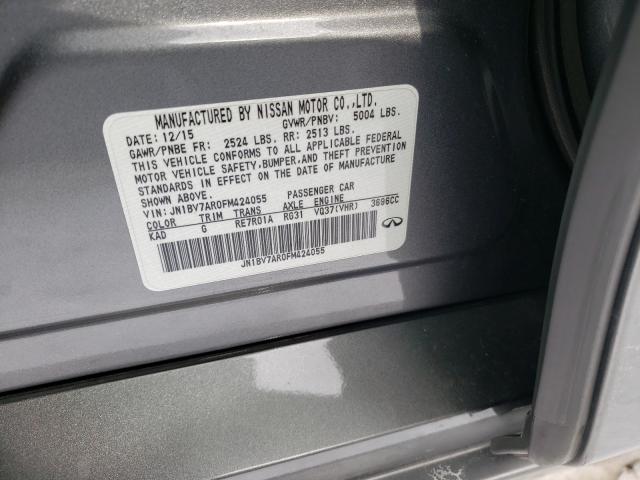 MANUFACTURED BY NISSAN MOTOR CO.,LTD.
DATE: 12/15 GVWR/PNBV: 5004 LBS.
GAWR/PNBE FR: 2524 LBS. RR: 2513 LBS.
THIS VEHICLE CONFORMS TO ALL APPLICABLE FEDERAL
MOTOR VEHICLE SAFETY, BUMPER, AND THEFT PREVENTION
STANDARDS IN EFFECT ON THE DATE OF MANUFACTURE
SHOWN ABOVE.
VIN: JN1BV7AR0FM424055 PASSENGER CAR
COLOR TRIM TRANS AXLE ENGINE
KAD G RE7R01A RG31 VQ37(VHR) 3696CC
JN1BV7AR0FM424055